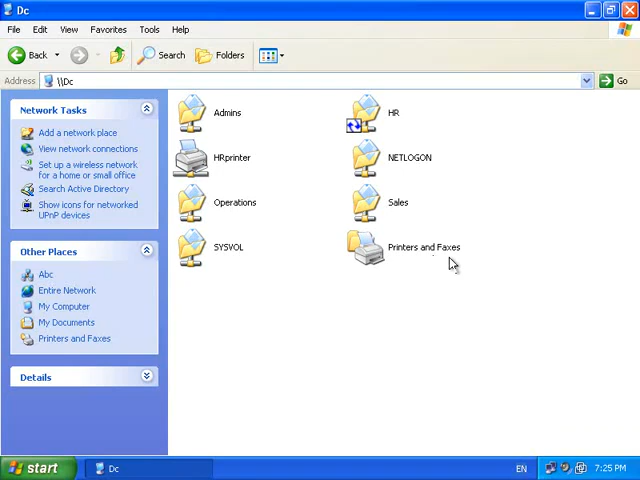 Dc
File Edit View Favorites Tools Help
Back Search Folders
Address \\Dc Go
Network Tasks
Add a network place
View network connections
Set up a wireless network
for a home or small office
Search Active Directory
Show icons for networked
UPnP devices
Other Places
Abc
Entire Network
My Computer
My Documents
Printers and Faxes
Details
Admins HR
HRprinter NETLOGON
Operations Sales
SYSVOL Printers and Faxes
start Dc EN 7:25 PM